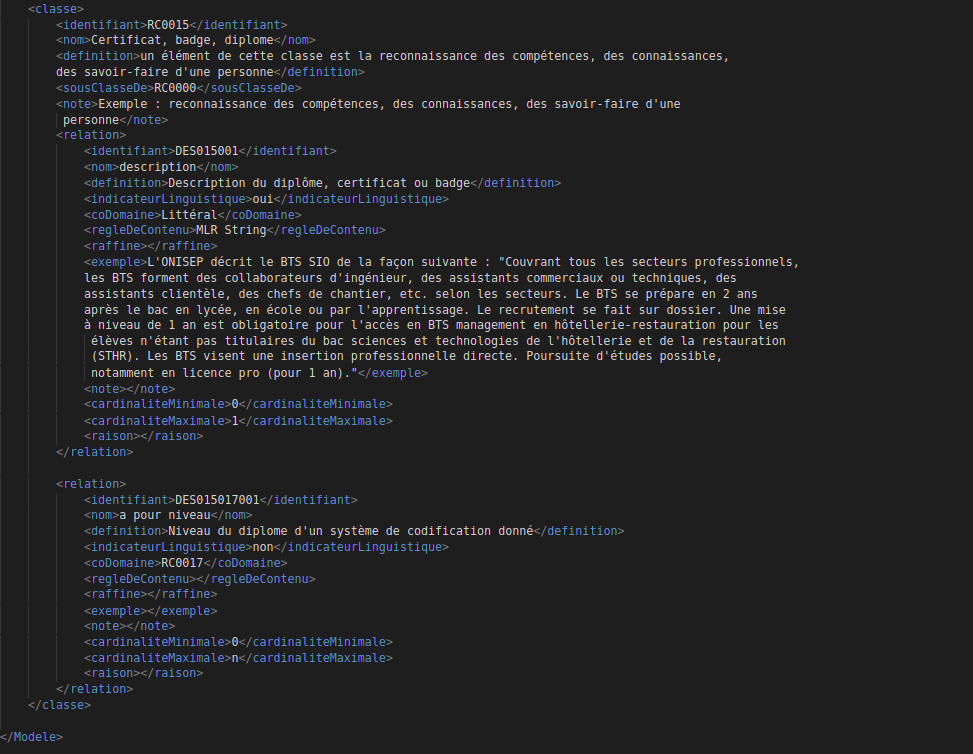 <classe>
<identifiant>RC0015</identifiant>
<nom>Certificat, badge, diplome</nom>
<definition>un élément de cette classe est la reconnaissance des compétences, des connaissances,
des savoir-faire d'une personne</definition>
<sousClasseDe>RC0000</sousClasseDe>
<note>Exemple : reconnaissance des compétences, des connaissances, des savoir-faire d'une
personne</note>
<relation>
<identifiant>DES015001</identifiant>
<nom>description</nom>
<definition>Description du diplôme, certificat ou badge</definition>
<indicateurLinguistique>oui</indicateurLinguistique>
<coDomaine>Littéral</coDomaine>
<regleDeContenu>MLR String</regleDeContenu>
<raffine></raffine>
<exemple>L'ONISEP décrit le BTS SIO de la façon suivante : "Couvrant tous les secteurs professionnels,
les BTS forment des collaborateurs d'ingénieur, des assistants commerciaux ou techniques, des
assistants clientèle, des chefs de chantier, etc. selon les secteurs. Le BTS se prépare en 2 ans
après le bac en lycée, en école ou par l'apprentissage. Le recrutement se fait sur dossier. Une mise
à niveau de 1 an est obligatoire pour l'accès en BTS management en hôtellerie-restauration pour les
élèves n'étant pas titulaires du bac sciences et technologies de l'hôtellerie et de la restauration
(STHR). Les BTS visent une insertion professionnelle directe. Poursuite d'études possible,
notamment en licence pro (pour 1 an)."</exemple>
<note></note>
<cardinaliteMinimale>0</cardinaliteMinimale>
<cardinaliteMaximale>1</cardinaliteMaximale>
<raison></raison>
</relation>
<relation>
<identifiant>DES015017001</identifiant>
<nom>a pour niveau</nom>
<definition>Niveau du diplome d'un système de codification donné</definition>
<indicateurLinguistique>non</indicateurLinguistique>
<coDomaine>RC0017</coDomaine>
<regleDeContenu></regleDeContenu>
<raffine></raffine>
<exemple></exemple>
<note></note>
<cardinaliteMinimale>0</cardinaliteMinimale>
<cardinaliteMaximale>n</cardinaliteMaximale>
<raison></raison>
</relation>
</classe>
</Modele>